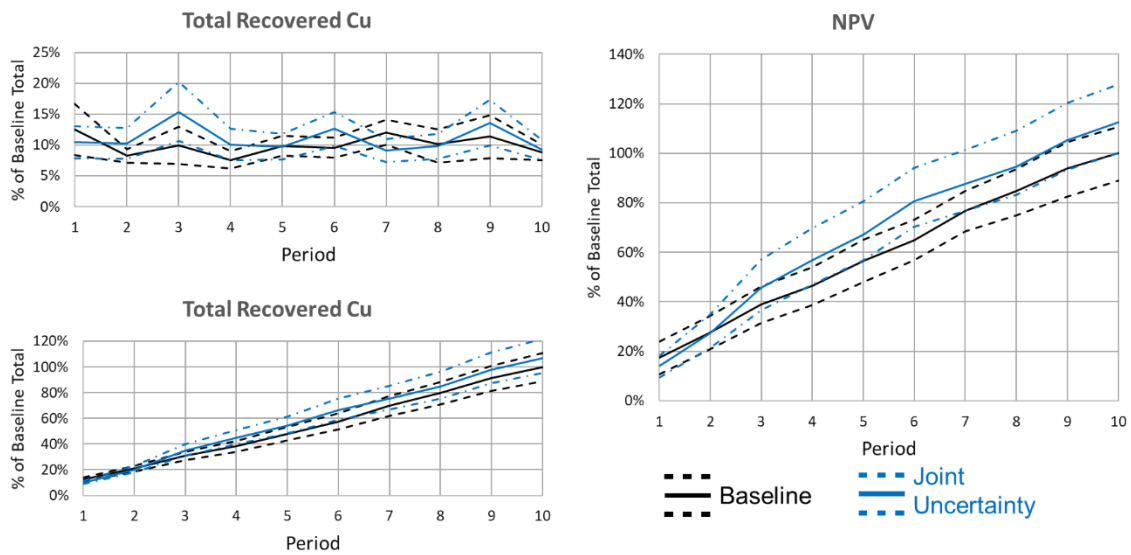 Total Recovered Cu
% of Baseline Total
25%
20%
15%
10%
5%
0%
1 2 3 4 5 6 7 8 9 10
Period
Total Recovered Cu
% of Baseline Total
120%
100%
80%
60%
40%
20%
0%
1 2 3 4 5 6 7 8 9 10
Period
NPV
% of Baseline Total
140%
120%
100%
80%
60%
40%
20%
0%
1 2 3 4 5 6 7 8 9 10
Period
Baseline
Joint
Uncertainty